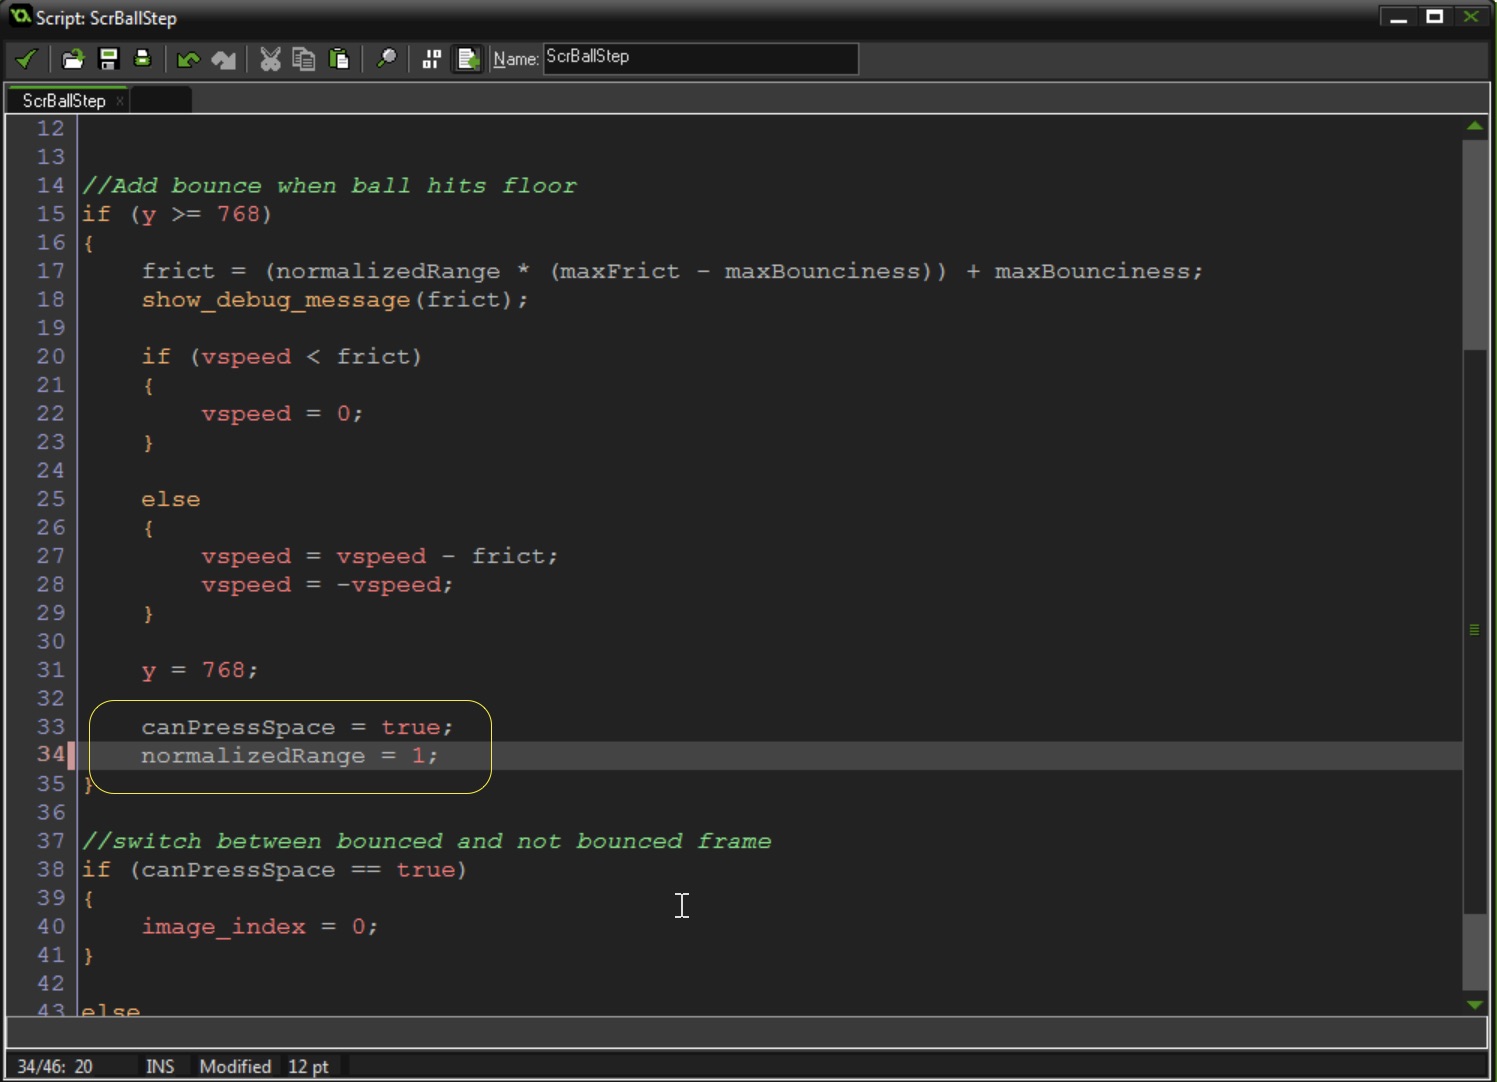 Script: ScrBallStep
Name: ScrBallStep
ScrBallStep x
12
13
14 //Add bounce when ball hits floor
15 if (y >= 768)
16 {
17 frict = (normalizedRange * (maxFrict - maxBounciness)) + maxBounciness;
18 show_debug_message(frict);
19
20 if (vspeed < frict)
21 {
22 vspeed = 0;
23 }
24
25 else
26 {
27 vspeed = vspeed - frict;
28 vspeed = -vspeed;
29 }
30
31 y = 768;
32
33 canPressSpace = true;
34 normalizedRange = 1;
35 }
36
37 //switch between bounced and not bounced frame
38 if (canPressSpace == true)
39 {
40 image_index = 0;
41 }
42
43 else
34/46: 20 INS Modified 12 pt